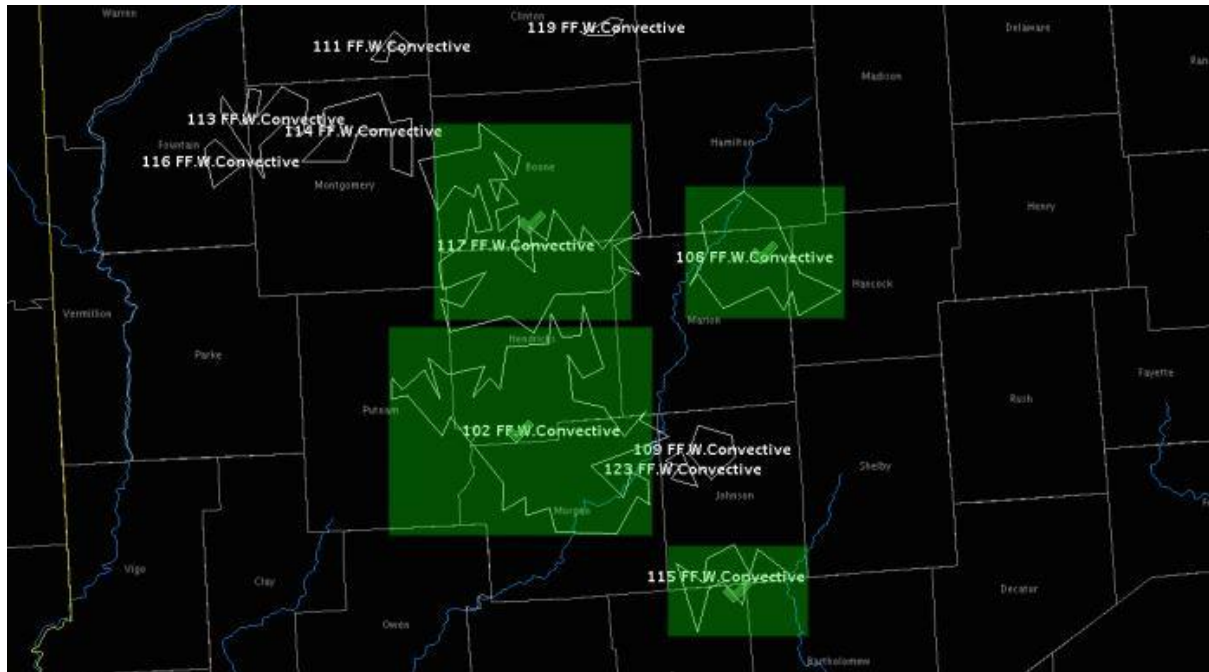 Warren
Clinton
119 FF.W.Convective
Delaware
111 FF.W.Convective
Madison
113 FF.W.Convective
114 FF.W.Convective
Fountain
Hamilton
116 FF.W.Convective
Boone
Montgomery
Henry
117 FF.W.Convective
106 FF.W.Convective
Hancock
Vermillion
Marion
Hendricks
Parke
Fayette
Rush
Putnam
102 FF.W.Convective
109 FF.W.Convective
123 FF.W.Convective
Shelby
Johnson
Morgan
Vigo
Clay
115 FF.W.Convective
Decatur
Owen
Bartholomew